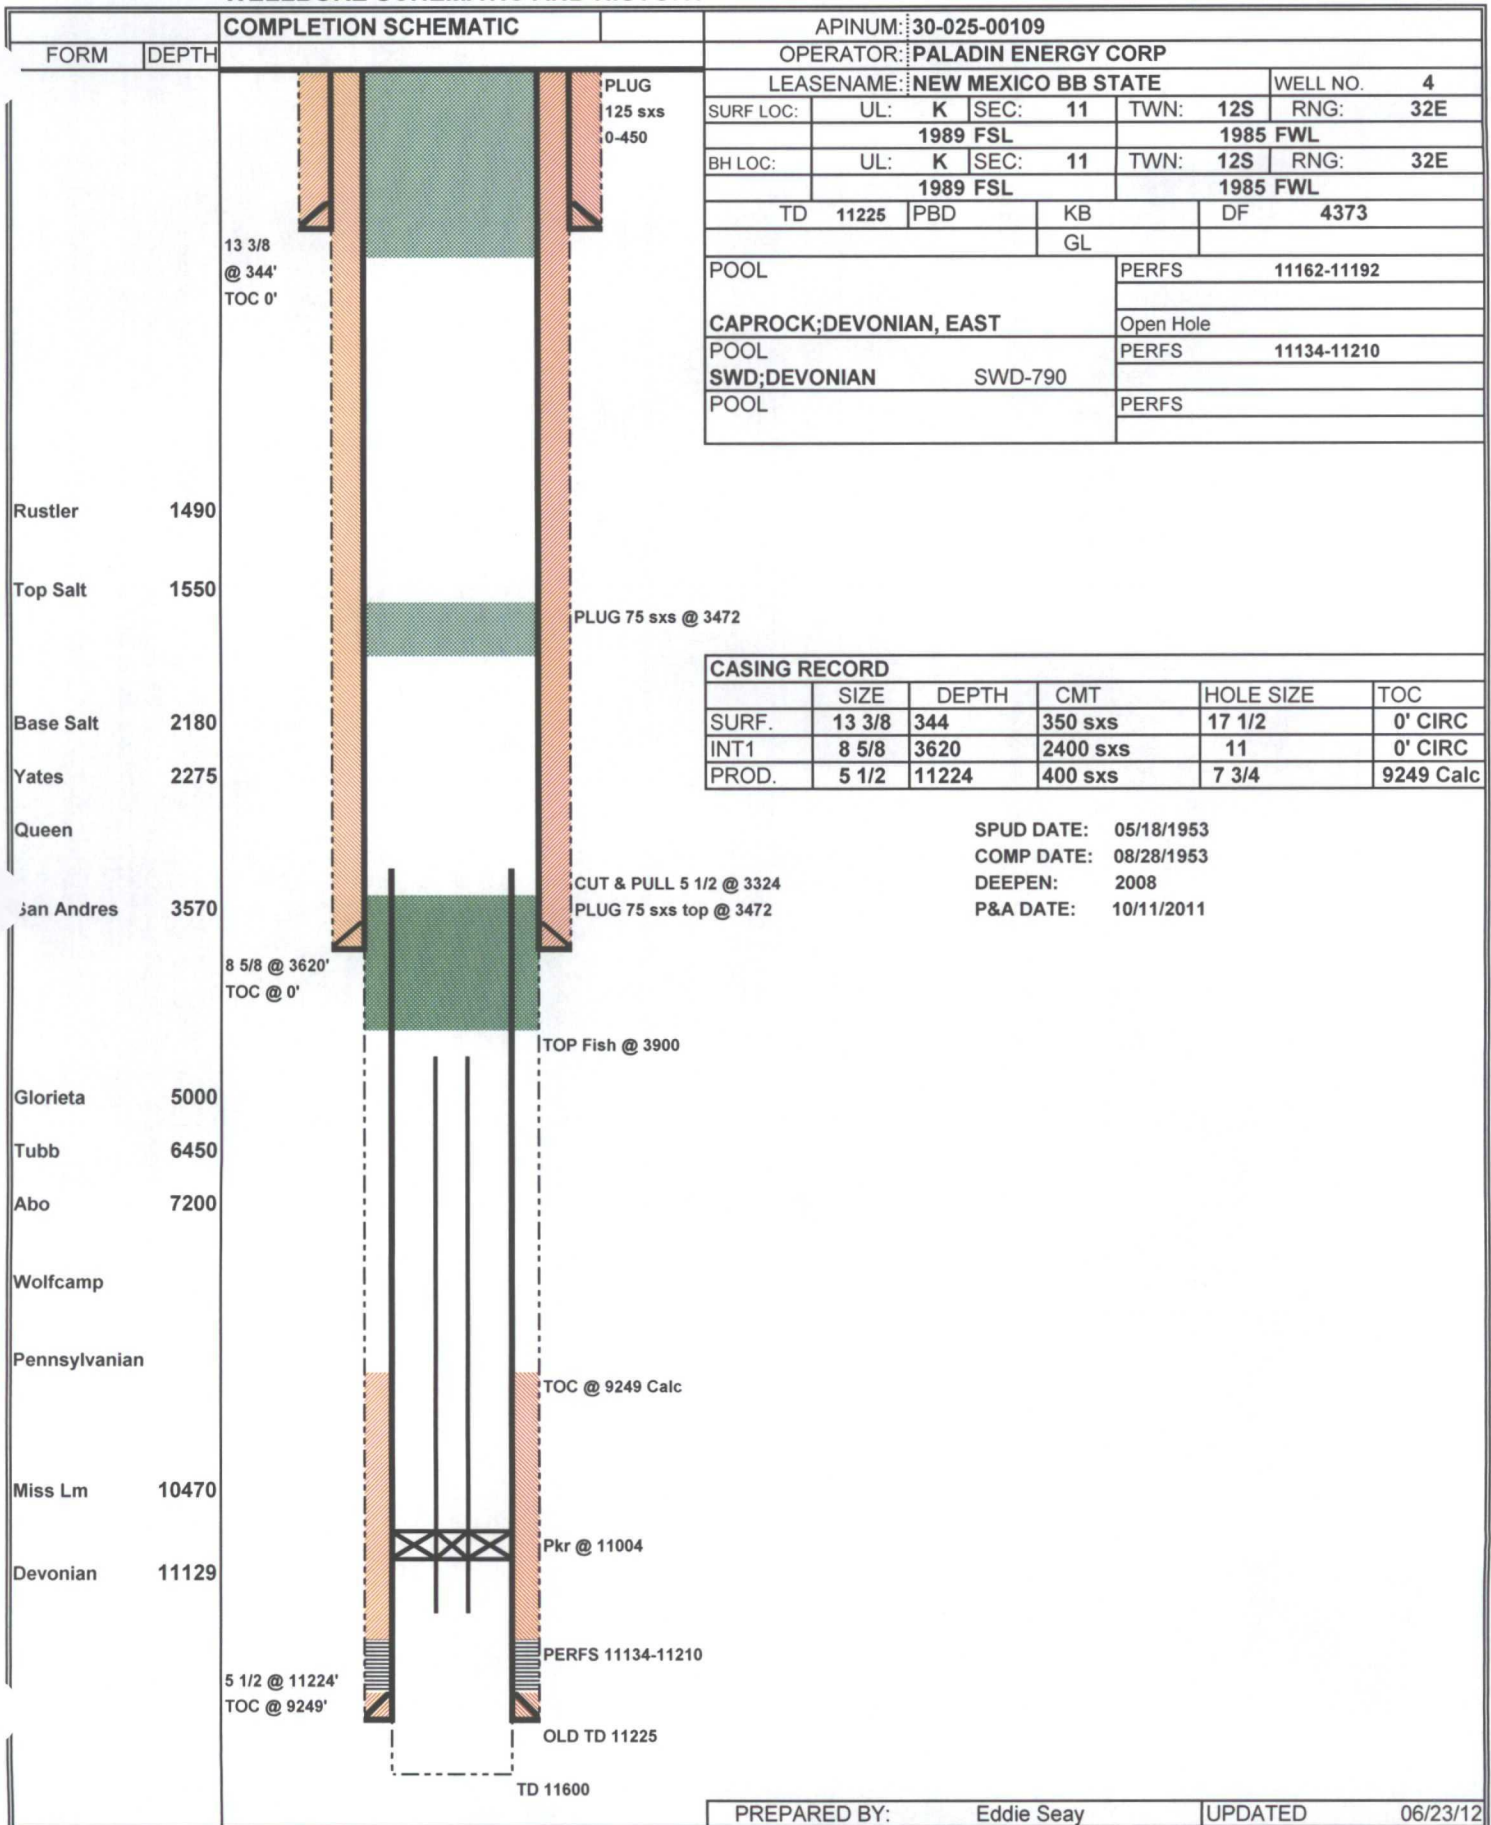 COMPLETION SCHEMATIC
FORM DEPTH
APINUM: 30-025-00109
OPERATOR: PALADIN ENERGY CORP
LEASENAME: NEW MEXICO BB STATE WELL NO. 4
SURF LOC: UL: K SEC: 11 TWN: 12S RNG: 32E
1989 FSL 1985 FWL
BH LOC: UL: K SEC: 11 TWN: 12S RNG: 32E
1989 FSL 1985 FWL
TD 11225 PBD KB DF 4373
GL
POOL PERFS 11162-11192
CAPROCK;DEVONIAN, EAST Open Hole
POOL PERFS 11134-11210
SWD;DEVONIAN SWD-790
POOL PERFS
PLUG
125 sxs
0-450
13 3/8
@ 344'
TOC 0'
Rustler 1490
Top Salt 1550
PLUG 75 sxs @ 3472
CASING RECORD
SIZE DEPTH CMT HOLE SIZE TOC
SURF. 13 3/8 344 350 sxs 17 1/2 0' CIRC
INT1 8 5/8 3620 2400 sxs 11 0' CIRC
PROD. 5 1/2 11224 400 sxs 7 3/4 9249 Calc
Base Salt 2180
Yates 2275
Queen
SPUD DATE: 05/18/1953
COMP DATE: 08/28/1953
DEEPEN: 2008
P&A DATE: 10/11/2011
CUT & PULL 5 1/2 @ 3324
PLUG 75 sxs top @ 3472
San Andres 3570
8 5/8 @ 3620'
TOC @ 0'
TOP Fish @ 3900
Glorieta 5000
Tubb 6450
Abo 7200
Wolfcamp
Pennsylvanian
TOC @ 9249 Calc
Miss Lm 10470
Pkr @ 11004
Devonian 11129
PERFS 11134-11210
5 1/2 @ 11224'
TOC @ 9249'
OLD TD 11225
TD 11600
PREPARED BY: Eddie Seay UPDATED 06/23/12